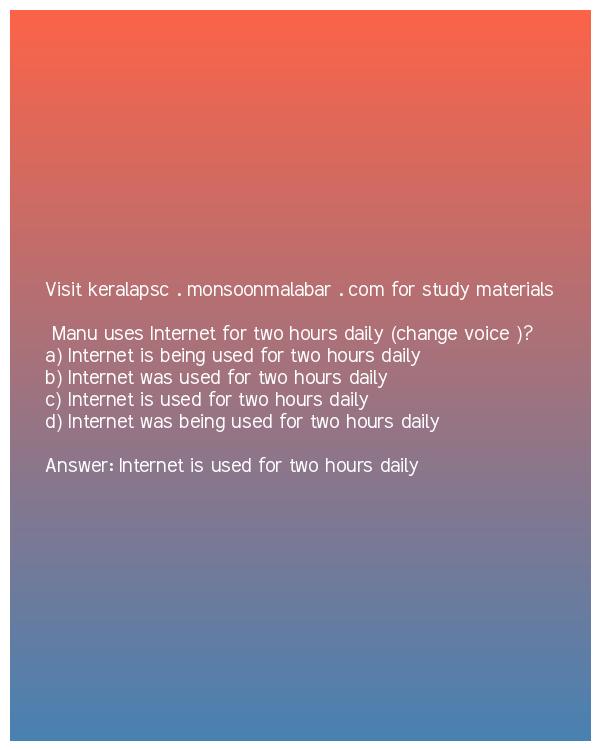 Visit keralapsc . monsoonmalabar . com for study materials
Manu uses Internet for two hours daily (change voice )?
a) Internet is being used for two hours daily
b) Internet was used for two hours daily
c) Internet is used for two hours daily
d) Internet was being used for two hours daily
Answer: Internet is used for two hours daily